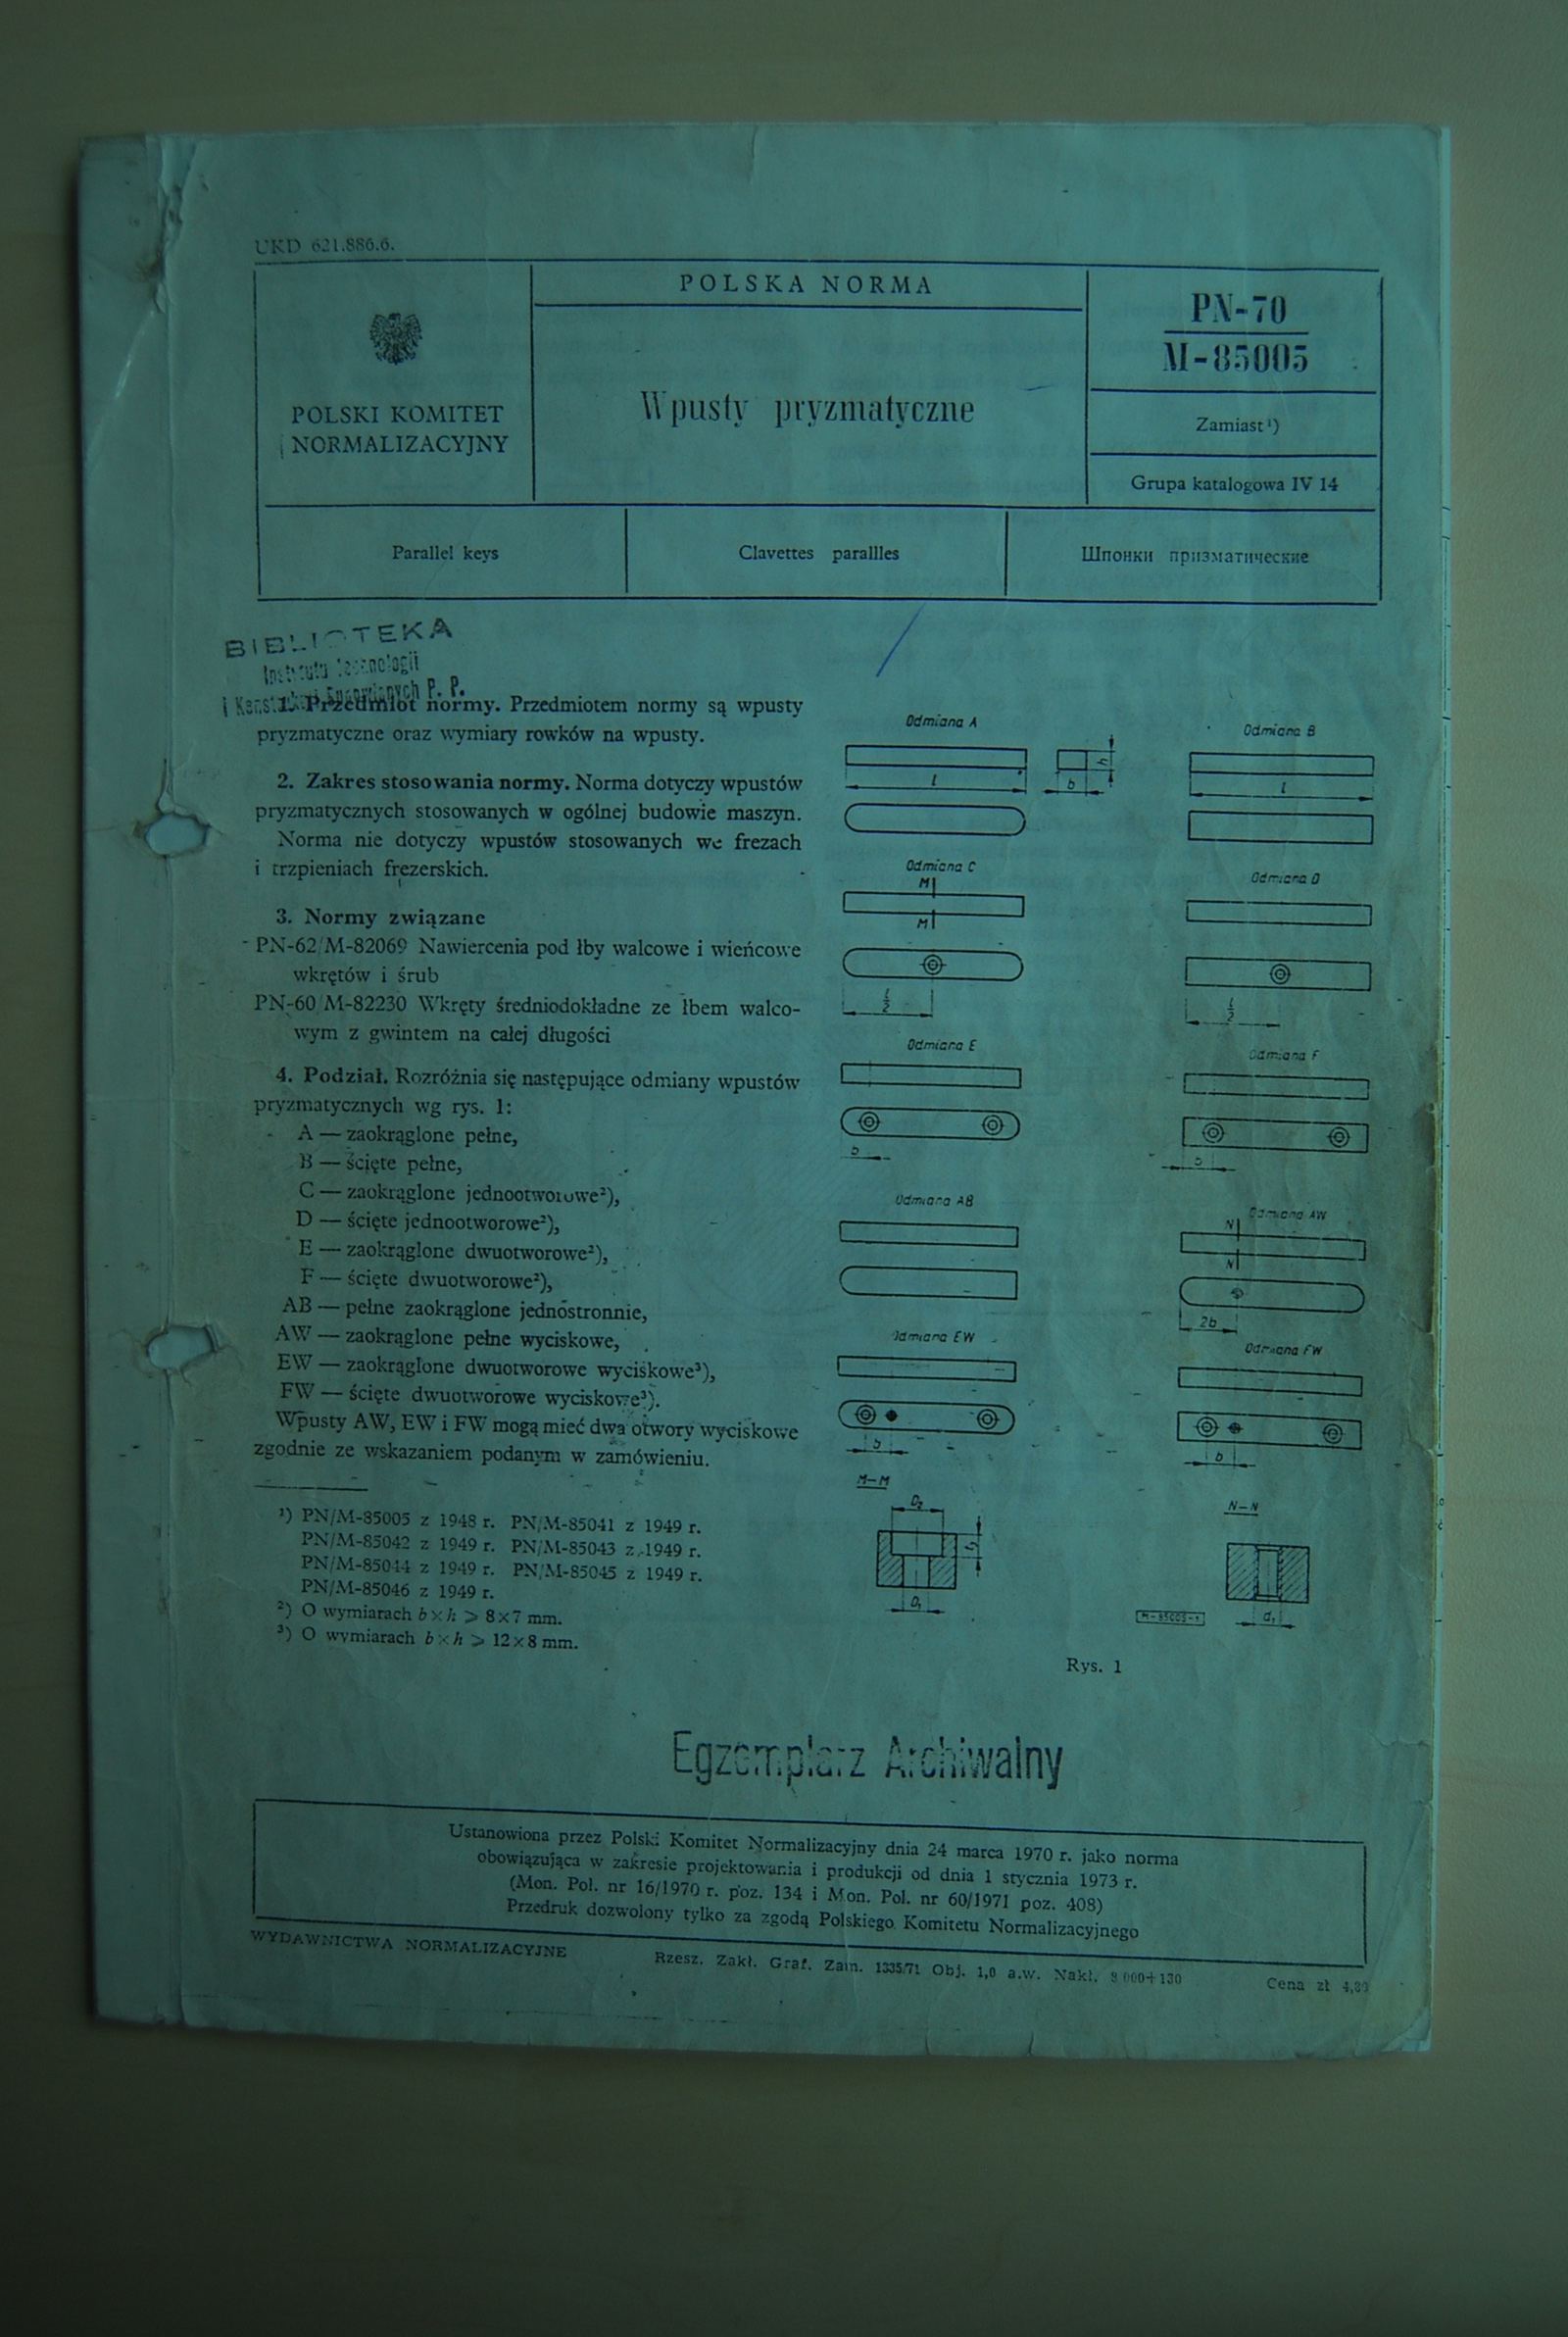 UKD 621.886.6.
POLSKI KOMITET
NORMALIZACYJNY
POLSKA NORMA
Wpusty pryzmatyczne
PN-70
M-85005
Zamiast¹)
Grupa katalogowa IV 14
Parallel keys
Clavettes parallles
Шпонки призматические
BIBLIOTEKA
P. P.
1. Przedmiot normy. Przedmiotem normy są wpusty
pryzmatyczne oraz wymiary rowków na wpusty.
2. Zakres stosowania normy. Norma dotyczy wpustów
pryzmatycznych stosowanych w ogólnej budowie maszyn.
Norma nie dotyczy wpustów stosowanych we frezach
i trzpieniach frezerskich.
3. Normy związane
PN-62/M-82069 Nawiercenia pod łby walcowe i wieńcowe
wkrętów i śrub
PN-60/M-82230 Wkręty średniodokładne ze łbem walco-
wym z gwintem na całej długości
4. Podział. Rozróżnia się następujące odmiany wpustów
pryzmatycznych wg rys. 1:
A — zaokrąglone pełne,
B — ścięte pełne,
C — zaokrąglone jednootworowe²),
D — ścięte jednootworowe²),
E — zaokrąglone dwuotworowe²),
F — ścięte dwuotworowe²),
AB — pełne zaokrąglone jednostronnie,
AW — zaokrąglone pełne wyciskowe,
EW — zaokrąglone dwuotworowe wyciskowe³),
FW — ścięte dwuotworowe wyciskowe³).
Wpusty AW, EW i FW mogą mieć dwa otwory wyciskowe
zgodnie ze wskazaniem podanym w zamówieniu.
¹) PN/M-85005 z 1948 r. PN/M-85041 z 1949 r.
PN/M-85042 z 1949 r. PN/M-85043 z 1949 r.
PN/M-85044 z 1949 r. PN/M-85045 z 1949 r.
PN/M-85046 z 1949 r.
²) O wymiarach b×h > 8×7 mm.
³) O wymiarach b×h > 12×8 mm.
Odmiana A
l
b
h
Odmiana B
l
Odmiana C
M
M
l/2
Odmiana D
l/2
Odmiana E
b
Odmiana F
b
Odmiana AB
Odmiana AW
N
N
2b
Odmiana EW
b
Odmiana FW
b
M—M
D₂
D₁
N—N
d₁
M-85005-1
Rys. 1
Egzemplarz Archiwalny
Ustanowiona przez Polski Komitet Normalizacyjny dnia 24 marca 1970 r. jako norma
obowiązująca w zakresie projektowania i produkcji od dnia 1 stycznia 1973 r.
(Mon. Pol. nr 16/1970 r. poz. 134 i Mon. Pol. nr 60/1971 poz. 408)
Przedruk dozwolony tylko za zgodą Polskiego Komitetu Normalizacyjnego
WYDAWNICTWA NORMALIZACYJNE
Rzesz. Zakł. Graf. Zam. 1335/71 Obj. 1,0 a.w. Nakł. 8 000+130
Cena zł